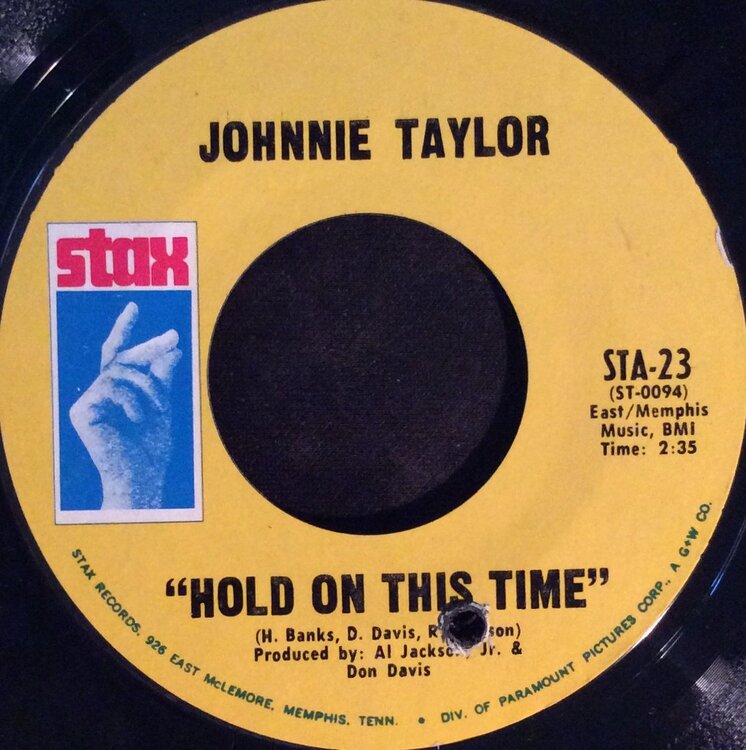 JOHNNIE TAYLOR
stax
STA-23
(ST-0094)
East/Memphis
Music, BMI
Time: 2:35
"HOLD ON THIS TIME"
(H. Banks, D. Davis,
Produced by: Al Jackson, Jr. &
Don Davis
STAX RECORDS, 926 EAST McLEMORE, MEMPHIS, TENN. • DIV. OF PARAMOUNT PICTURES CORP., A G+W CO.